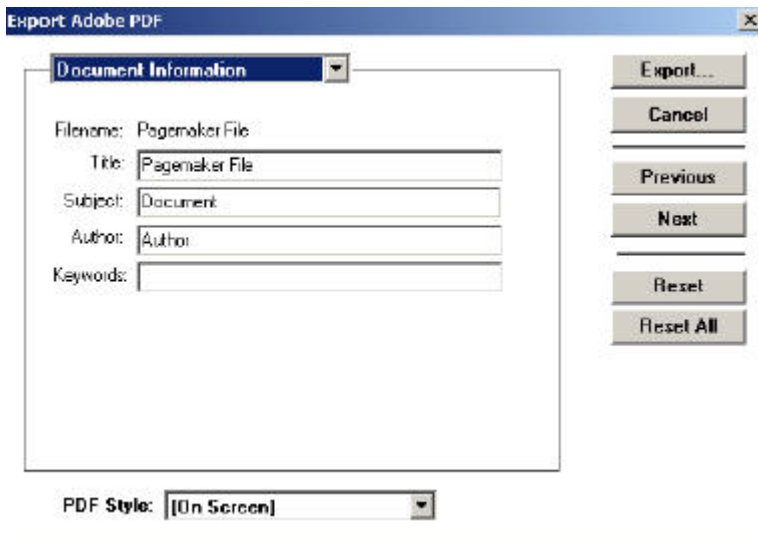 Export Adobe PDF
Document Information
Export...
Cancel
Filename: Pagemaker File
Title: Pagemaker File
Previous
Subject: Document
Next
Author: Author
Keywords:
Reset
Reset All
PDF Style: [On Screen]